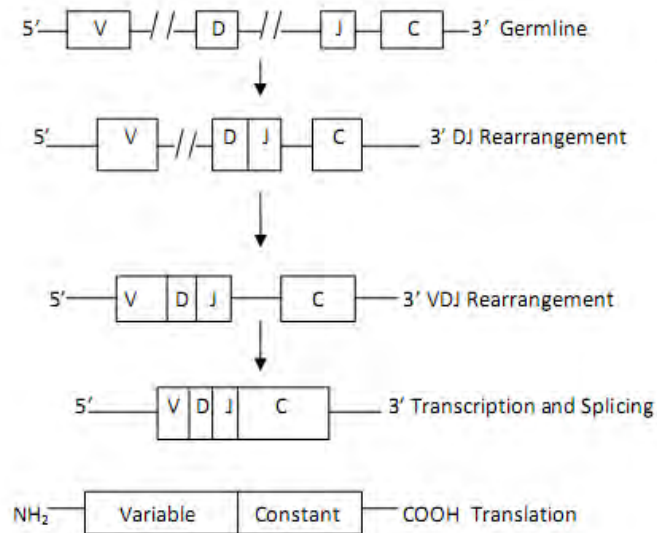 5′ V D J C 3′ Germline
5′ V D J C 3′ DJ Rearrangement
5′ V D J C 3′ VDJ Rearrangement
5′ V D J C 3′ Transcription and Splicing
NH₂ Variable Constant COOH Translation